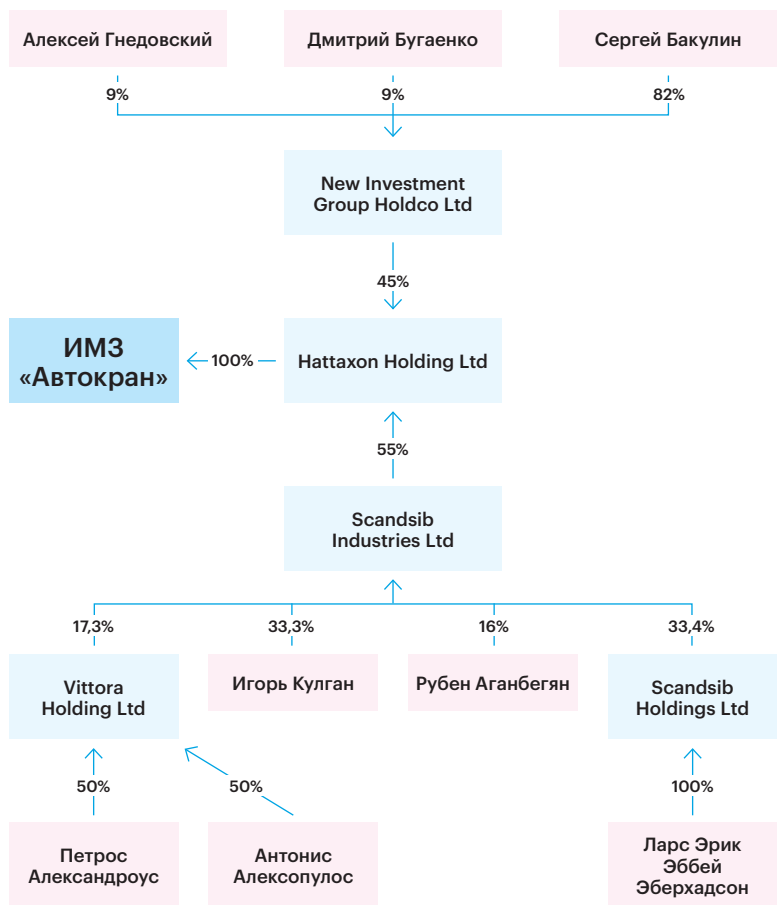 Алексей Гнедовский
Дмитрий Бугаенко
Сергей Бакулин
9%
9%
82%
New Investment
Group Holdco Ltd
45%
ИМЗ
«Автокран»
100%
Hattaxon Holding Ltd
55%
Scandsib
Industries Ltd
17,3%
33,3%
16%
33,4%
Vittora
Holding Ltd
Игорь Кулган
Рубен Аганбегян
Scandsib
Holdings Ltd
50%
50%
100%
Петрос
Александроус
Антонис
Алексопулос
Ларс Эрик
Эббей
Эберхадсон